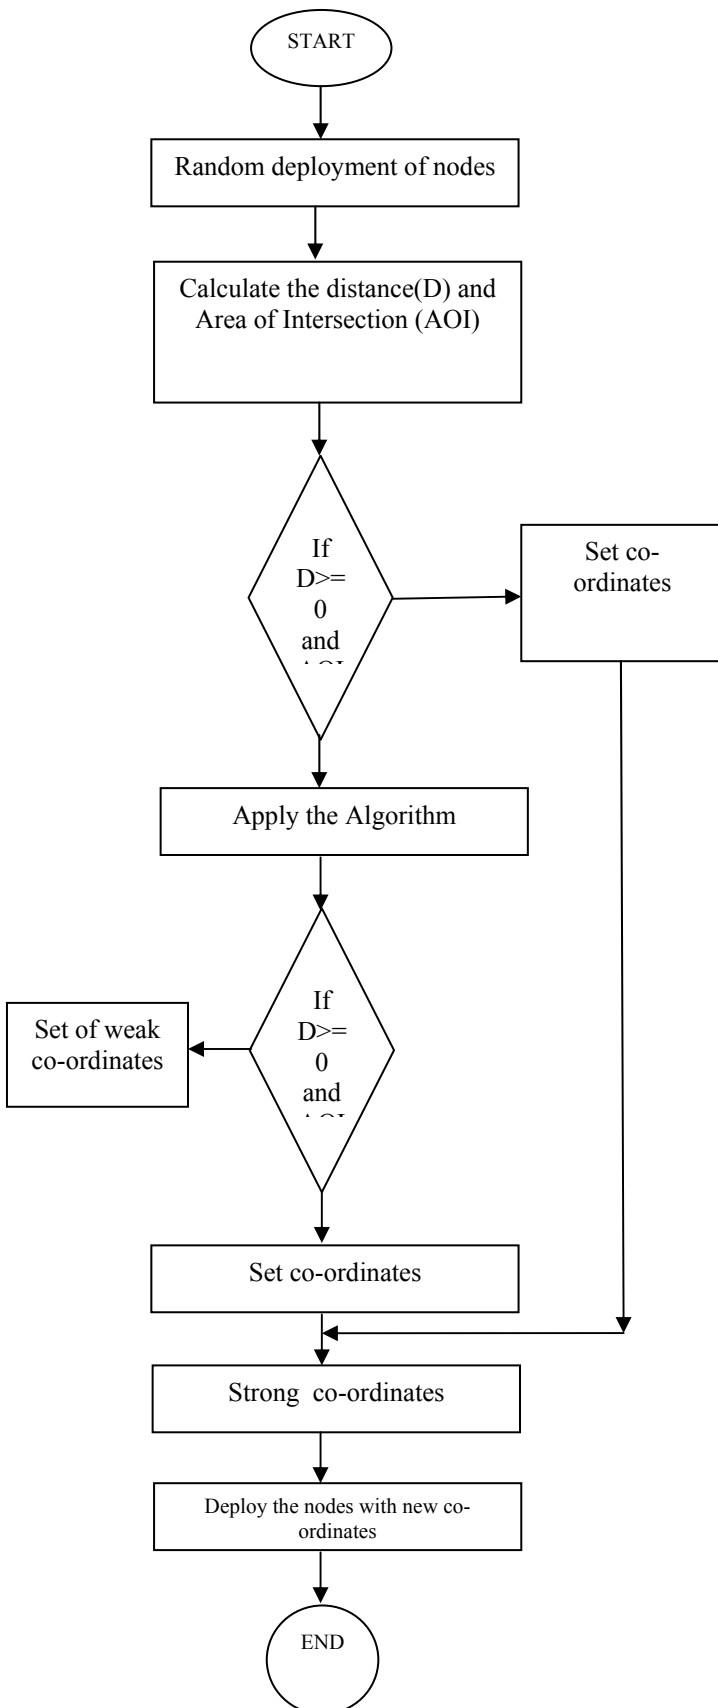 START
Random deployment of nodes
Calculate the distance(D) and
Area of Intersection (AOI)
If
D>=
0
and
Set co-
ordinates
Apply the Algorithm
If
D>=
0
and
Set of weak
co-ordinates
Set co-ordinates
Strong  co-ordinates
Deploy the nodes with new co-
ordinates
END